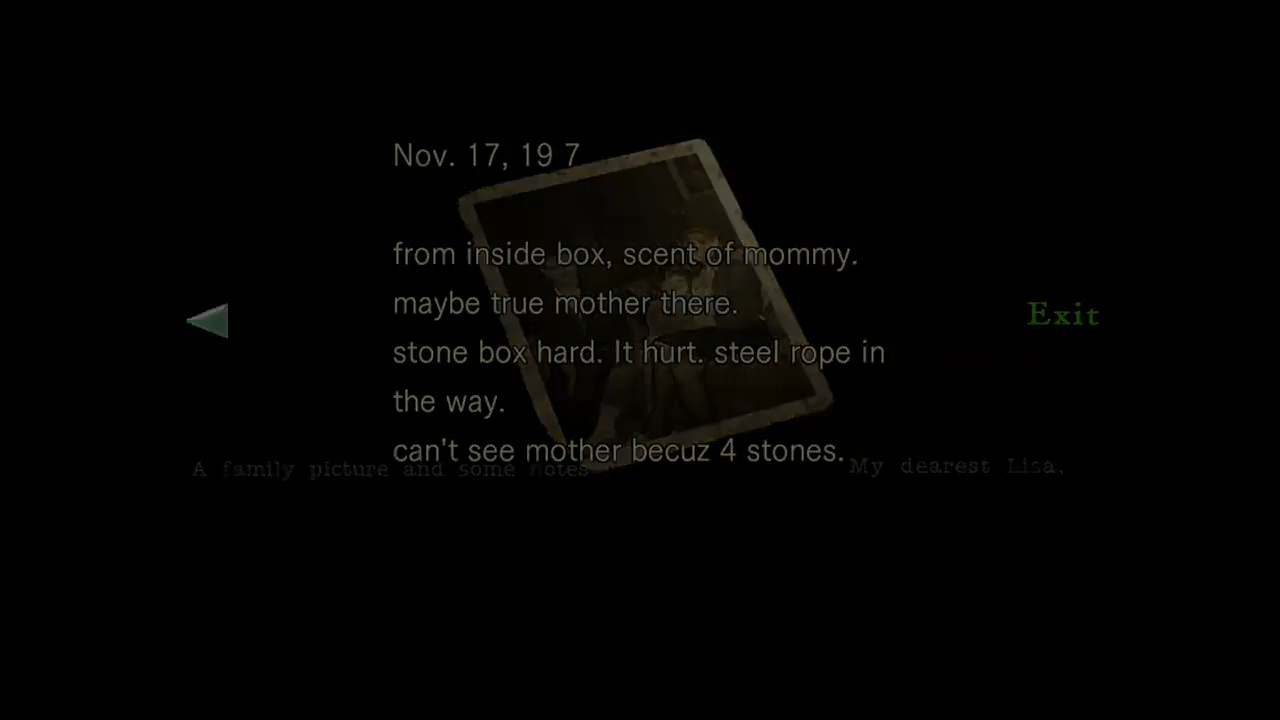 Nov. 17, 19 7
from inside box, scent of mommy.
maybe true mother there.
stone box hard. It hurt. steel rope in
the way.
can't see mother becuz 4 stones.
Exit
A family picture and some notes
My dearest Lisa,